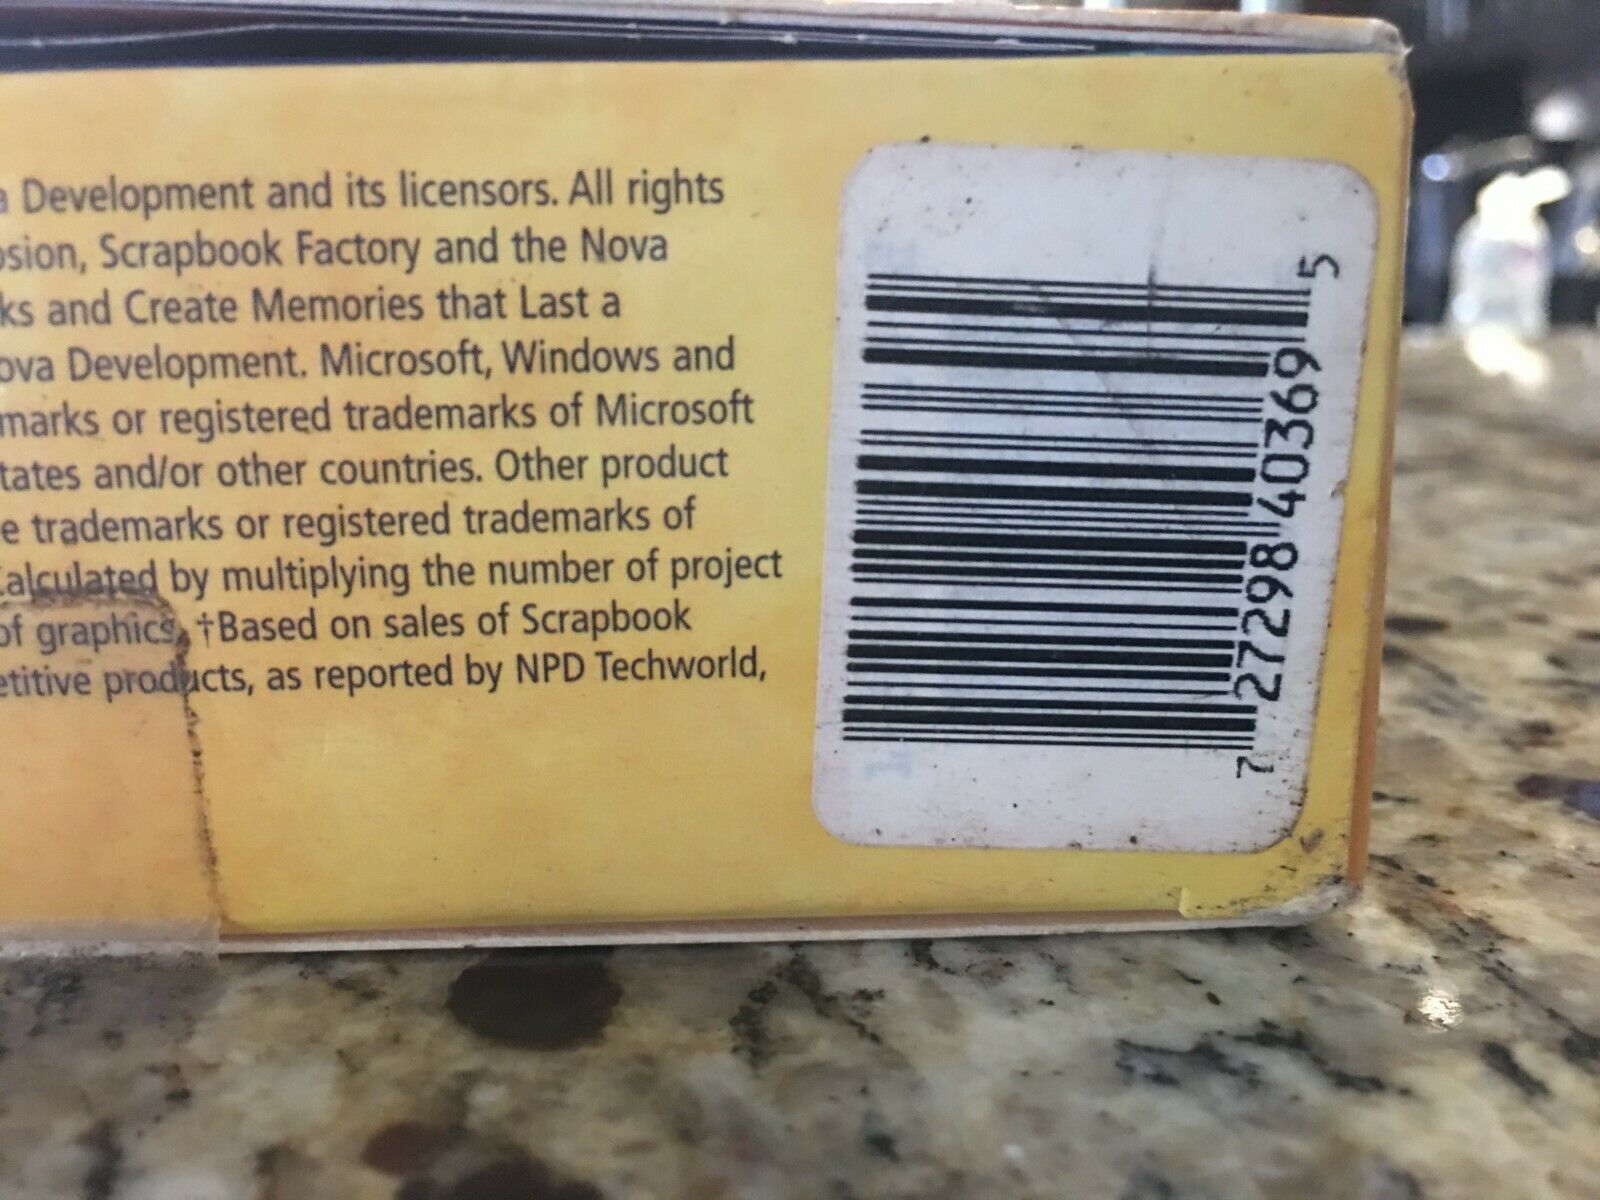 a Development and its licensors. All rights
osion, Scrapbook Factory and the Nova
ks and Create Memories that Last a
ova Development. Microsoft, Windows and
marks or registered trademarks of Microsoft
tates and/or other countries. Other product
e trademarks or registered trademarks of
Calculated by multiplying the number of project
of graphics. †Based on sales of Scrapbook
etitive products, as reported by NPD Techworld,
7 27298 40369 5